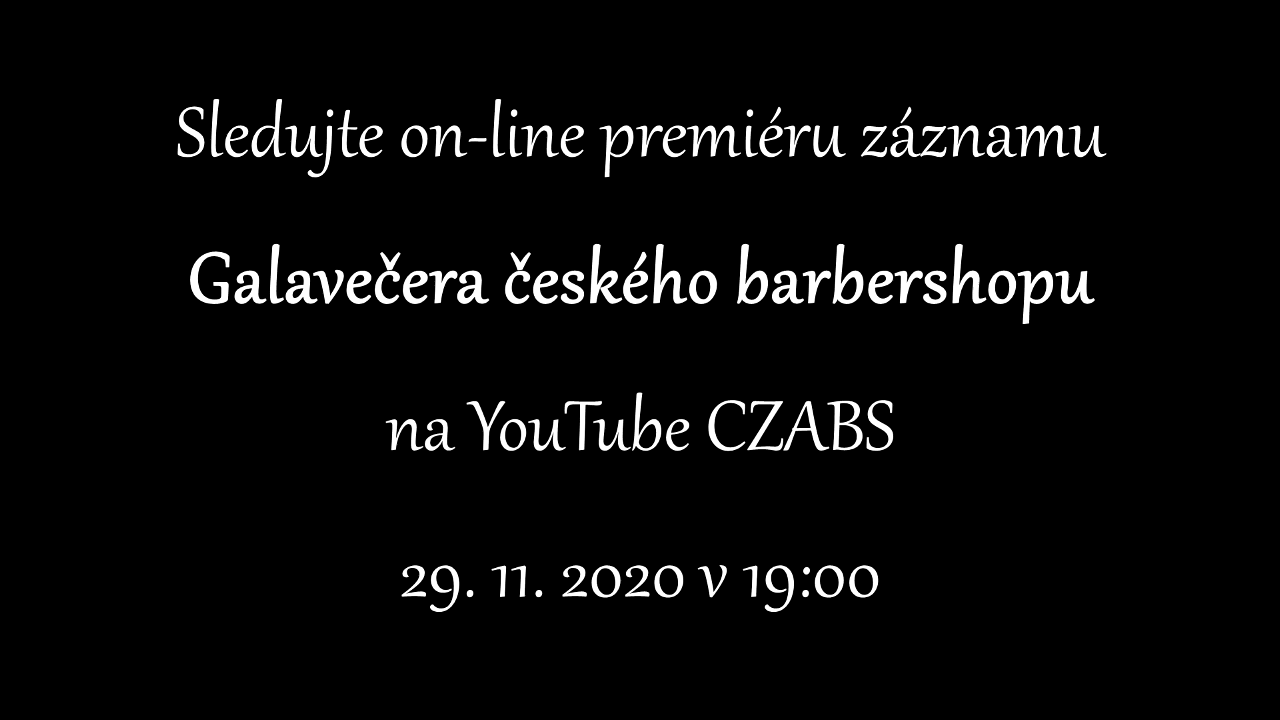 Sledujte on-line premiéru záznamu
Galavečera českého barbershopu
na YouTube CZABS
29. 11. 2020 v 19:00